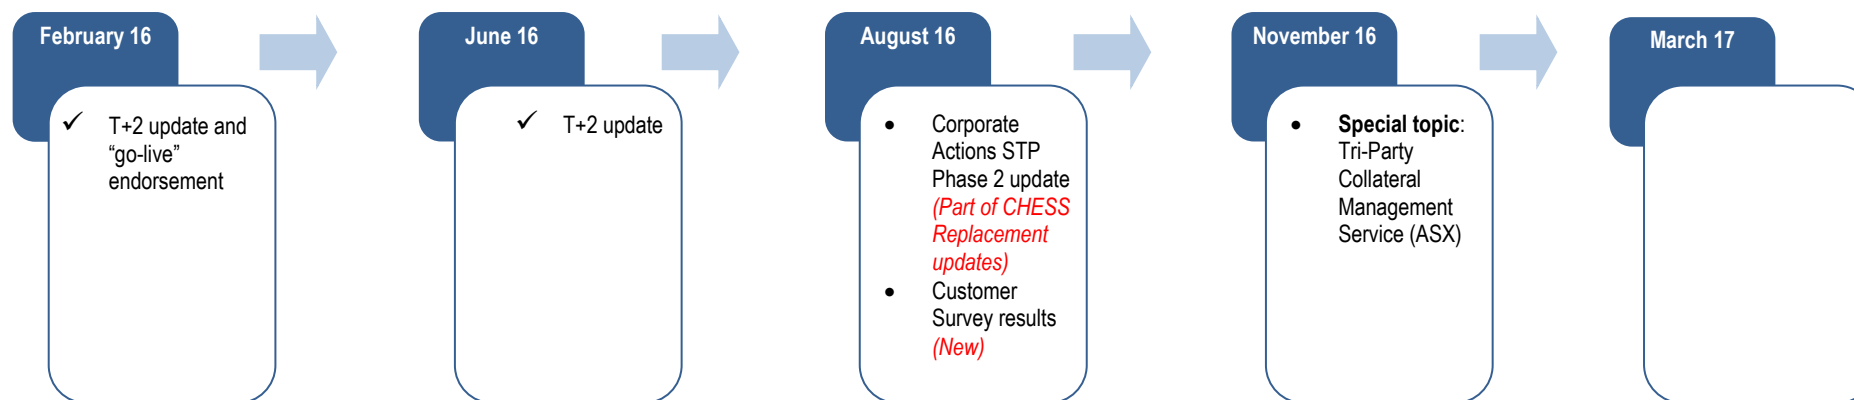 February 16
✓ T+2 update and
“go-live”
endorsement
June 16
✓ T+2 update
August 16
• Corporate
Actions STP
Phase 2 update
(Part of CHESS
Replacement
updates)
• Customer
Survey results
(New)
November 16
• Special topic:
Tri-Party
Collateral
Management
Service (ASX)
March 17